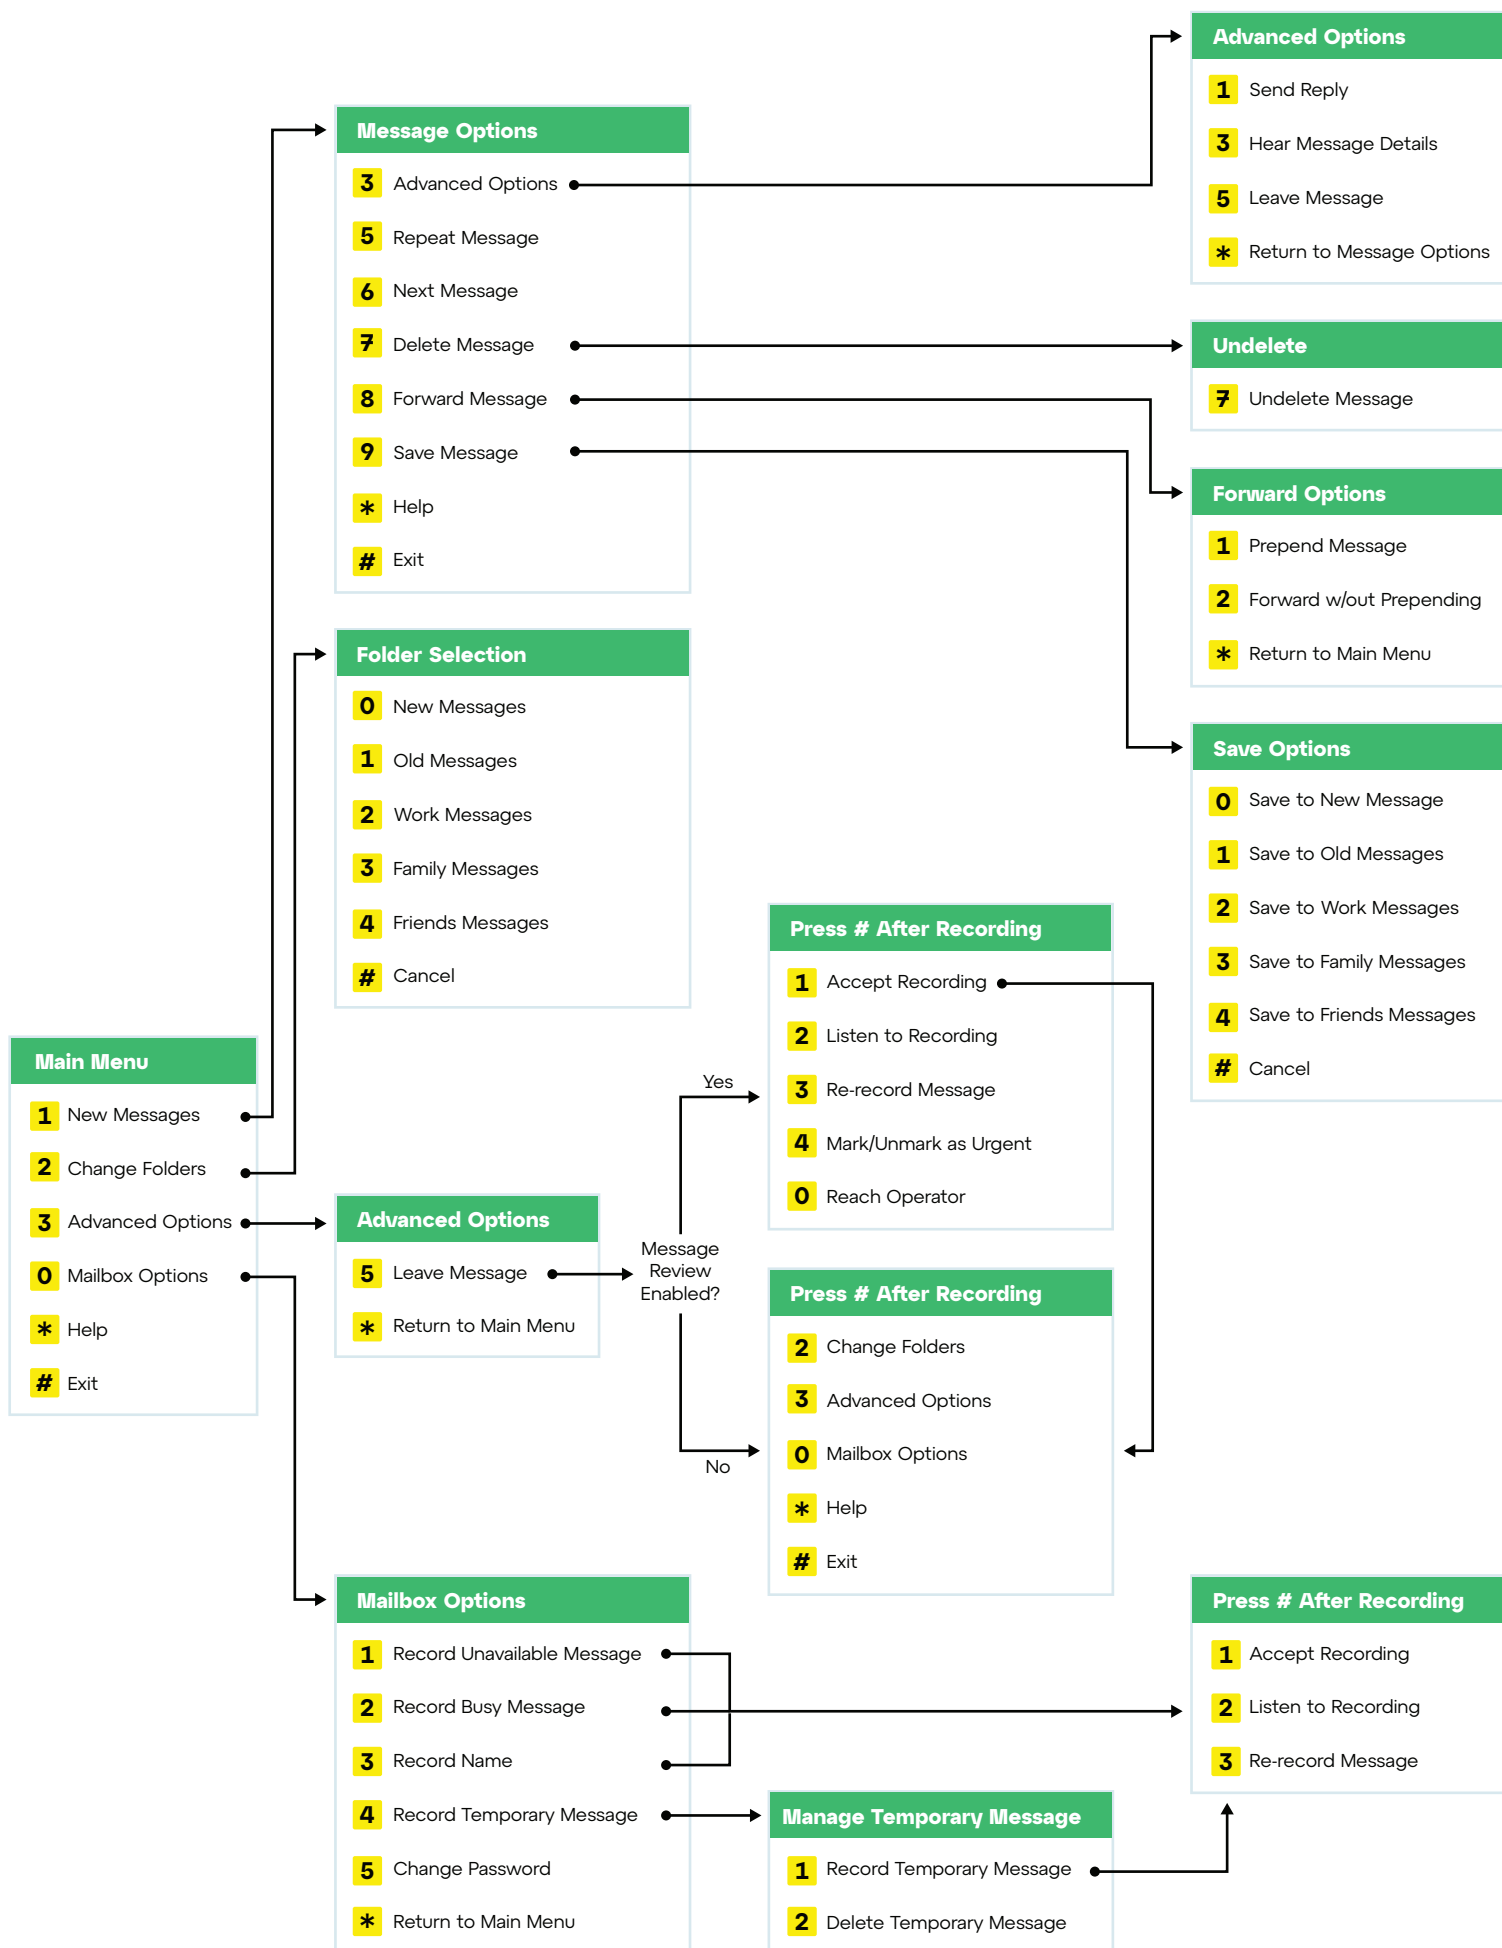 Main Menu
1 New Messages
2 Change Folders
3 Advanced Options
0 Mailbox Options
* Help
# Exit
Message Options
3 Advanced Options
5 Repeat Message
6 Next Message
7 Delete Message
8 Forward Message
9 Save Message
* Help
# Exit
Folder Selection
0 New Messages
1 Old Messages
2 Work Messages
3 Family Messages
4 Friends Messages
# Cancel
Advanced Options
5 Leave Message
* Return to Main Menu
Mailbox Options
1 Record Unavailable Message
2 Record Busy Message
3 Record Name
4 Record Temporary Message
5 Change Password
* Return to Main Menu
Message
Review
Enabled?
Yes
No
Press # After Recording
1 Accept Recording
2 Listen to Recording
3 Re-record Message
4 Mark/Unmark as Urgent
0 Reach Operator
Press # After Recording
2 Change Folders
3 Advanced Options
0 Mailbox Options
* Help
# Exit
Manage Temporary Message
1 Record Temporary Message
2 Delete Temporary Message
Advanced Options
1 Send Reply
3 Hear Message Details
5 Leave Message
* Return to Message Options
Undelete
7 Undelete Message
Forward Options
1 Prepend Message
2 Forward w/out Prepending
* Return to Main Menu
Save Options
0 Save to New Message
1 Save to Old Messages
2 Save to Work Messages
3 Save to Family Messages
4 Save to Friends Messages
# Cancel
Press # After Recording
1 Accept Recording
2 Listen to Recording
3 Re-record Message